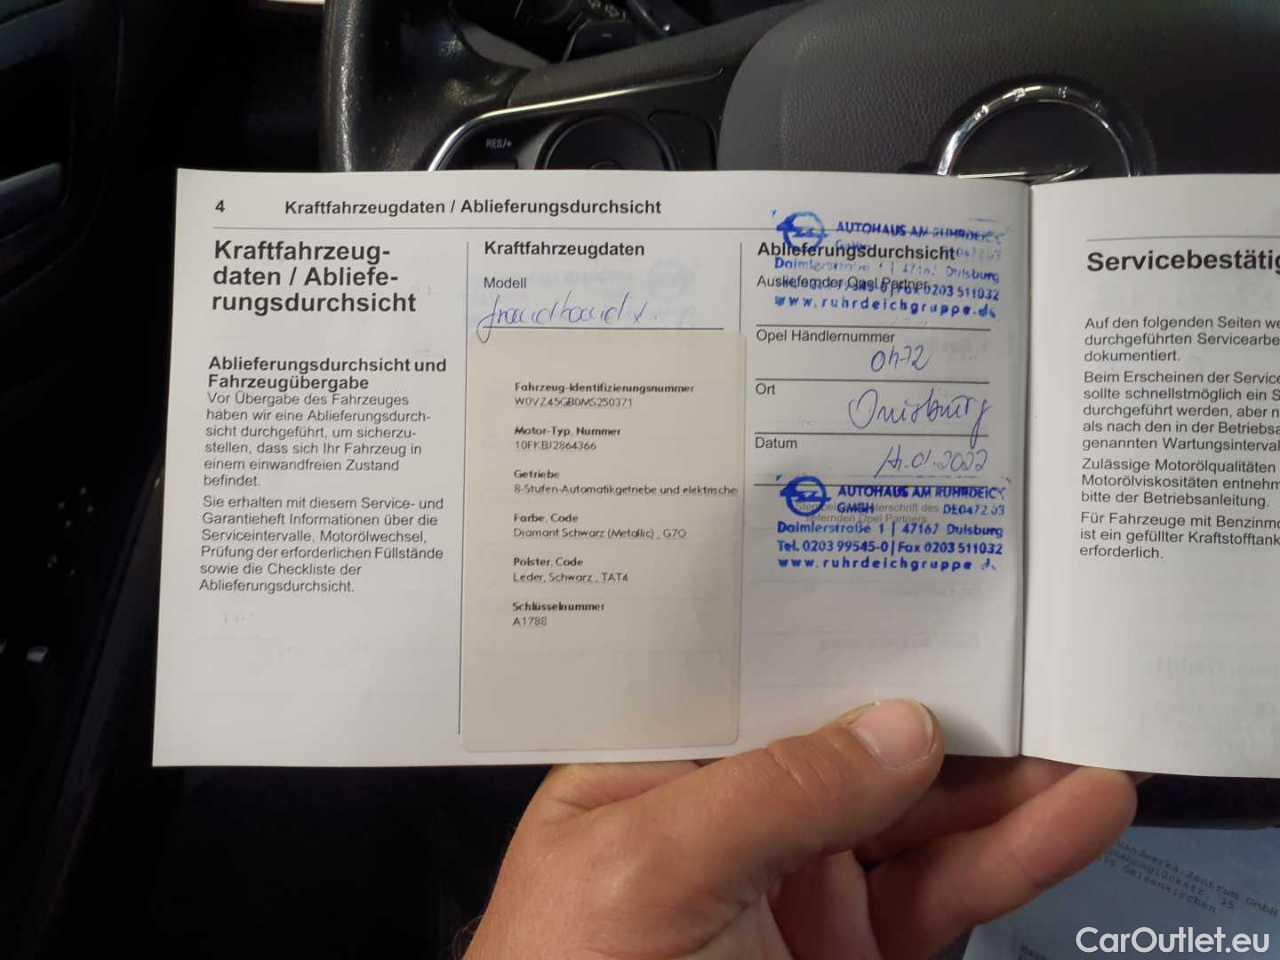 RES/+
4 Kraftfahrzeugdaten / Ablieferungsdurchsicht
Kraftfahrzeug-
daten / Abliefe-
rungsdurchsicht
Ablieferungsdurchsicht und
Fahrzeugübergabe
Vor Übergabe des Fahrzeuges
haben wir eine Ablieferungsdurch-
sicht durchgeführt, um sicherzu-
stellen, dass sich Ihr Fahrzeug in
einem einwandfreien Zustand
befindet.
Sie erhalten mit diesem Service- und
Garantieheft Informationen über die
Serviceintervalle, Motorölwechsel,
Prüfung der erforderlichen Füllstände
sowie die Checkliste der
Ablieferungsdurchsicht.
Kraftfahrzeugdaten
Modell
grandland x
Fahrzeug-Identifizierungsnummer
W0VZ45GB0MS250371
Motor-Typ, Nummer
10FKBJ2864366
Getriebe
8-Stufen-Automatikgetriebe und elektrische
Farbe, Code
Diamant Schwarz (Metallic) , G7O
Polster, Code
Leder, Schwarz , TAT4
Schlüsselnummer
A1788
AUTOHAUS AM RUHRDEICH
Ablieferungsdurchsicht
Daimlerstraße 1 | 47167 Duisburg
Ausliefernder Opel Partner
Fax 0203 511032
www.ruhrdeichgruppe.de
Opel Händlernummer
Ort
Duisburg
Datum
.01.2022
AUTOHAUS AM RUHRDEICH
GMBH
Daimlerstraße 1 | 47167 Duisburg
Tel. 0203 99545-0 | Fax 0203 511032
www.ruhrdeichgruppe.de
Servicebestätig
Auf den folgenden Seiten we
durchgeführten Servicearbe
dokumentiert.
Beim Erscheinen der Service
sollte schnellstmöglich ein S
durchgeführt werden, aber n
als nach den in der Betriebsa
genannten Wartungsinterval
Zulässige Motorölqualitäten
Motorölviskositäten entnehm
bitte der Betriebsanleitung.
Für Fahrzeuge mit Benzinmo
ist ein gefüllter Kraftstofftank
erforderlich.
Gelsenkirchen
CarOutlet.eu